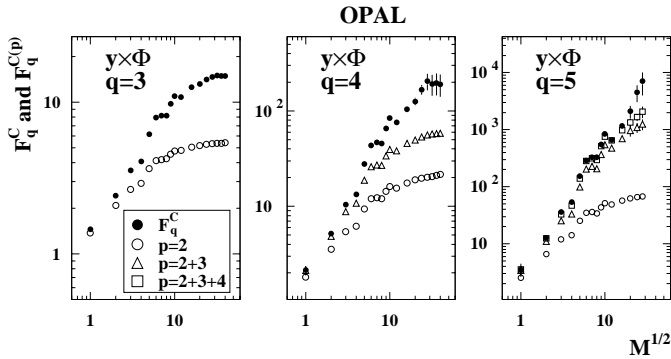 OPAL
F_q^C and F_q^{C(p)}
y×Φ
q=3
10
1
F_q^C
p=2
p=2+3
p=2+3+4
1
10
y×Φ
q=4
10^2
10
1
10
y×Φ
q=5
10^4
10^3
10^2
10
1
10
M^{1/2}